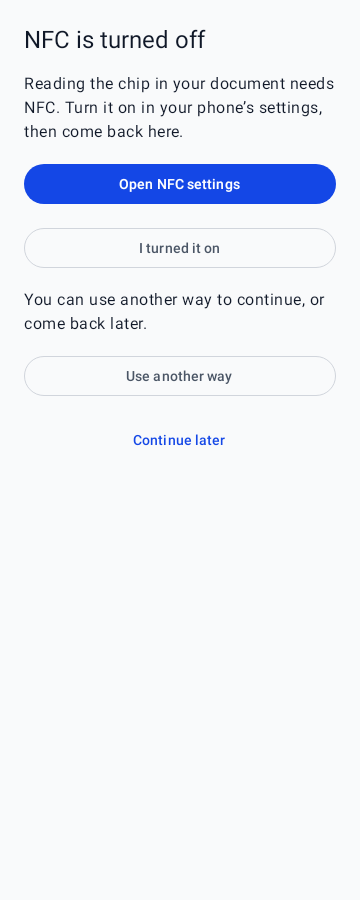 NFC is turned off
Reading the chip in your document needs
NFC. Turn it on in your phone’s settings,
then come back here.
Open NFC settings
I turned it on
You can use another way to continue, or
come back later.
Use another way
Continue later